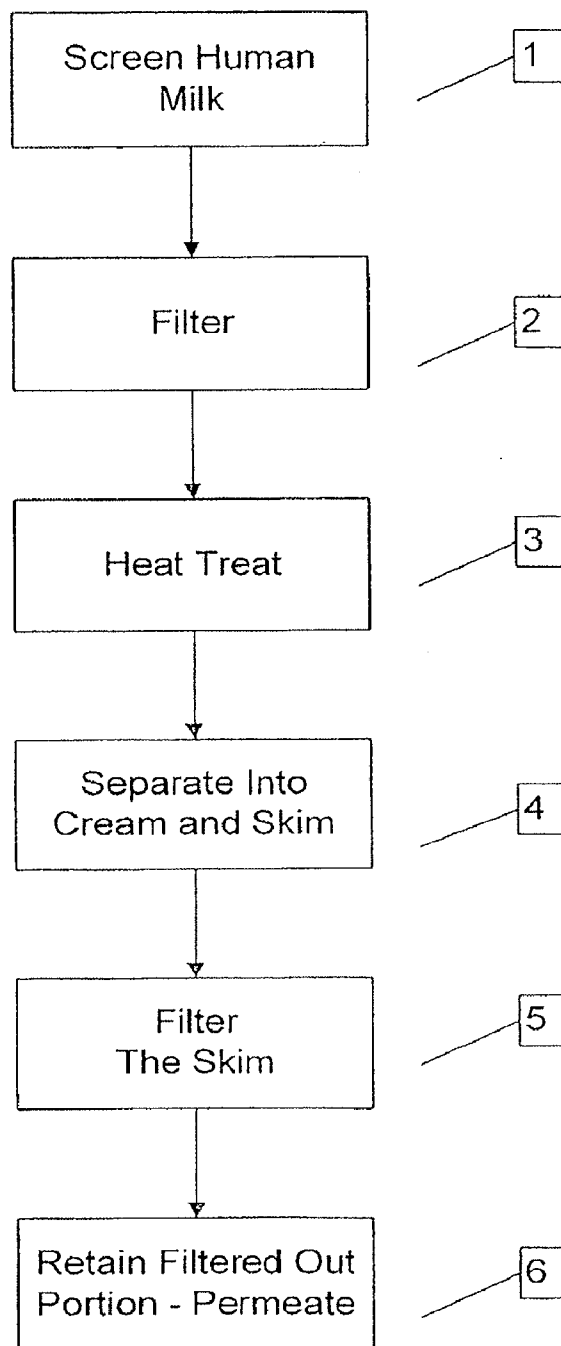 Screen Human
Milk
1
Filter
2
Heat Treat
3
Separate Into
Cream and Skim
4
Filter
The Skim
5
Retain Filtered Out
Portion - Permeate
6